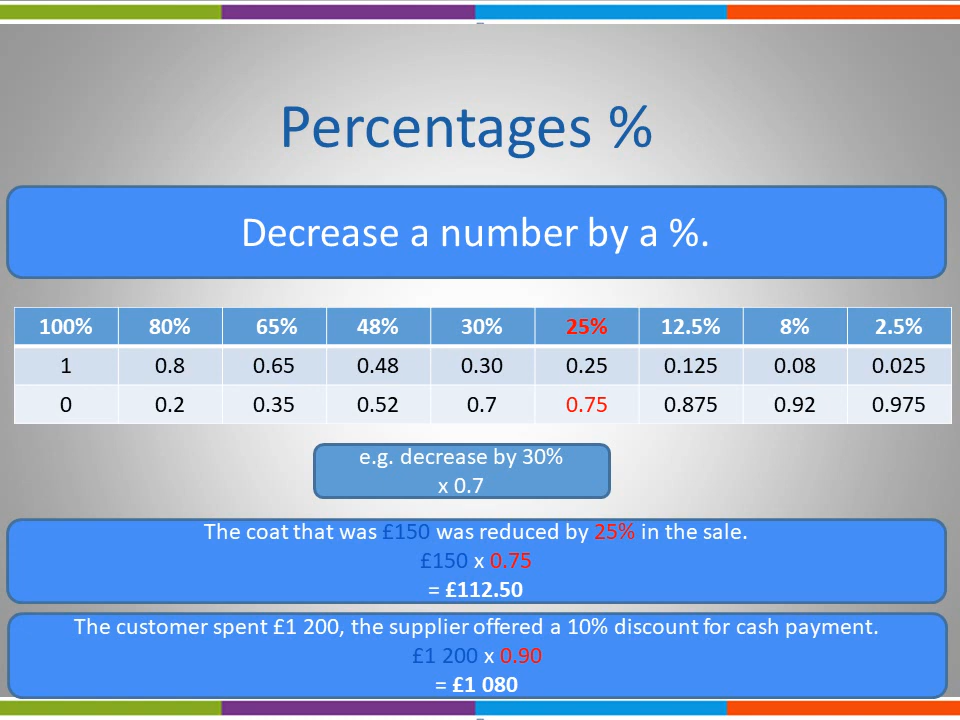 Percentages %
Decrease a number by a %.
100% 80% 65% 48% 30% 25% 12.5% 8% 2.5%
1 0.8 0.65 0.48 0.30 0.25 0.125 0.08 0.025
0 0.2 0.35 0.52 0.7 0.75 0.875 0.92 0.975
e.g. decrease by 30%
x 0.7
The coat that was £150 was reduced by 25% in the sale.
£150 x 0.75
= £112.50
The customer spent £1 200, the supplier offered a 10% discount for cash payment.
£1 200 x 0.90
= £1 080